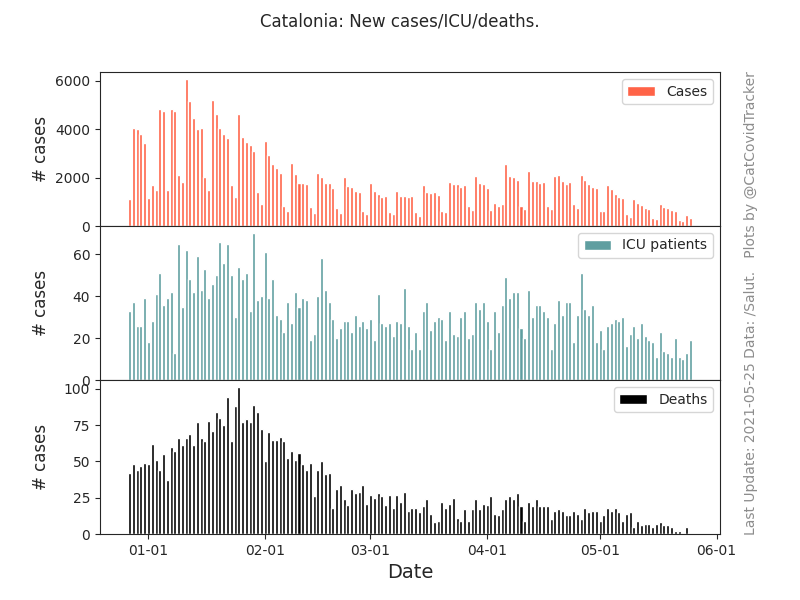 Catalonia: New cases/ICU/deaths.
6000
4000
2000
0
# cases
Cases
60
40
20
0
# cases
ICU patients
100
75
50
25
0
# cases
Deaths
01-01 02-01 03-01 04-01 05-01 06-01
Date
Last Update: 2021-05-25 Data: /Salut. Plots by @CatCovidTracker